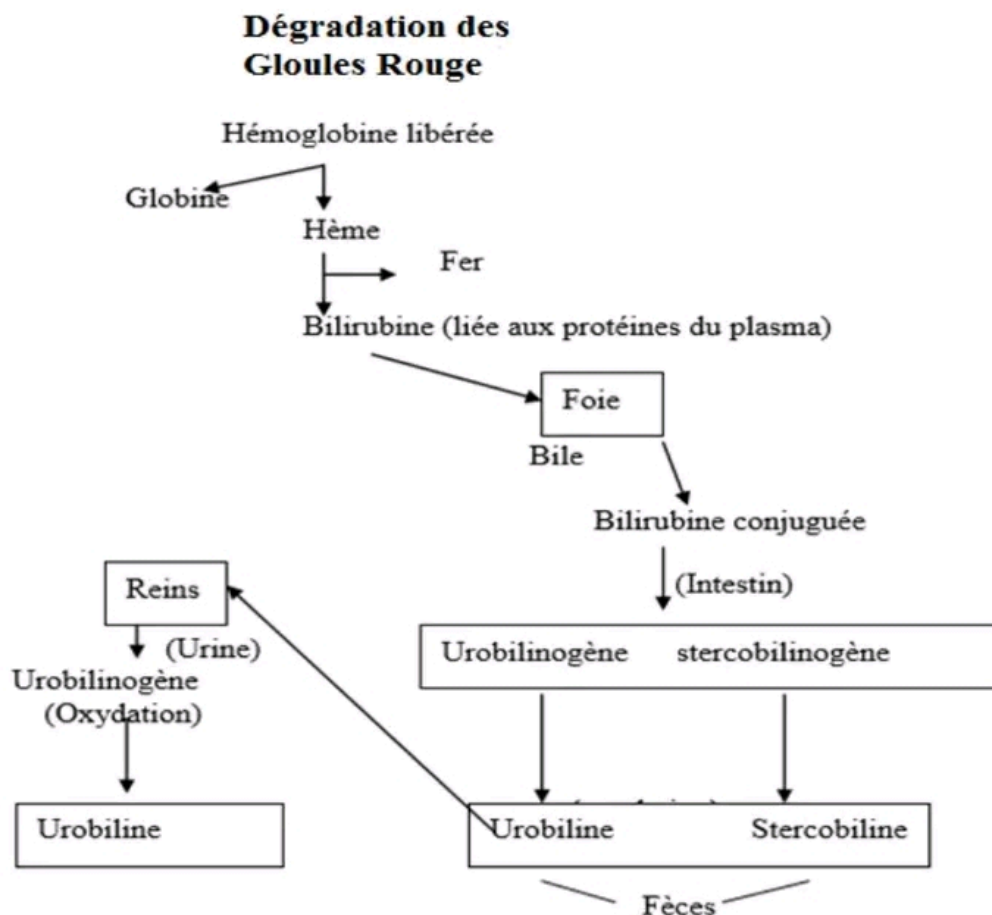 Dégradation des
Gloules Rouge
Hémoglobine libérée
Globine
Hème
Fer
Bilirubine (liée aux protéines du plasma)
Foie
Bile
Bilirubine conjuguée
(Intestin)
Reins
(Urine)
Urobilinogène stercobilinogène
Urobilinogène
(Oxydation)
Urobiline
Urobiline Stercobiline
Fèces